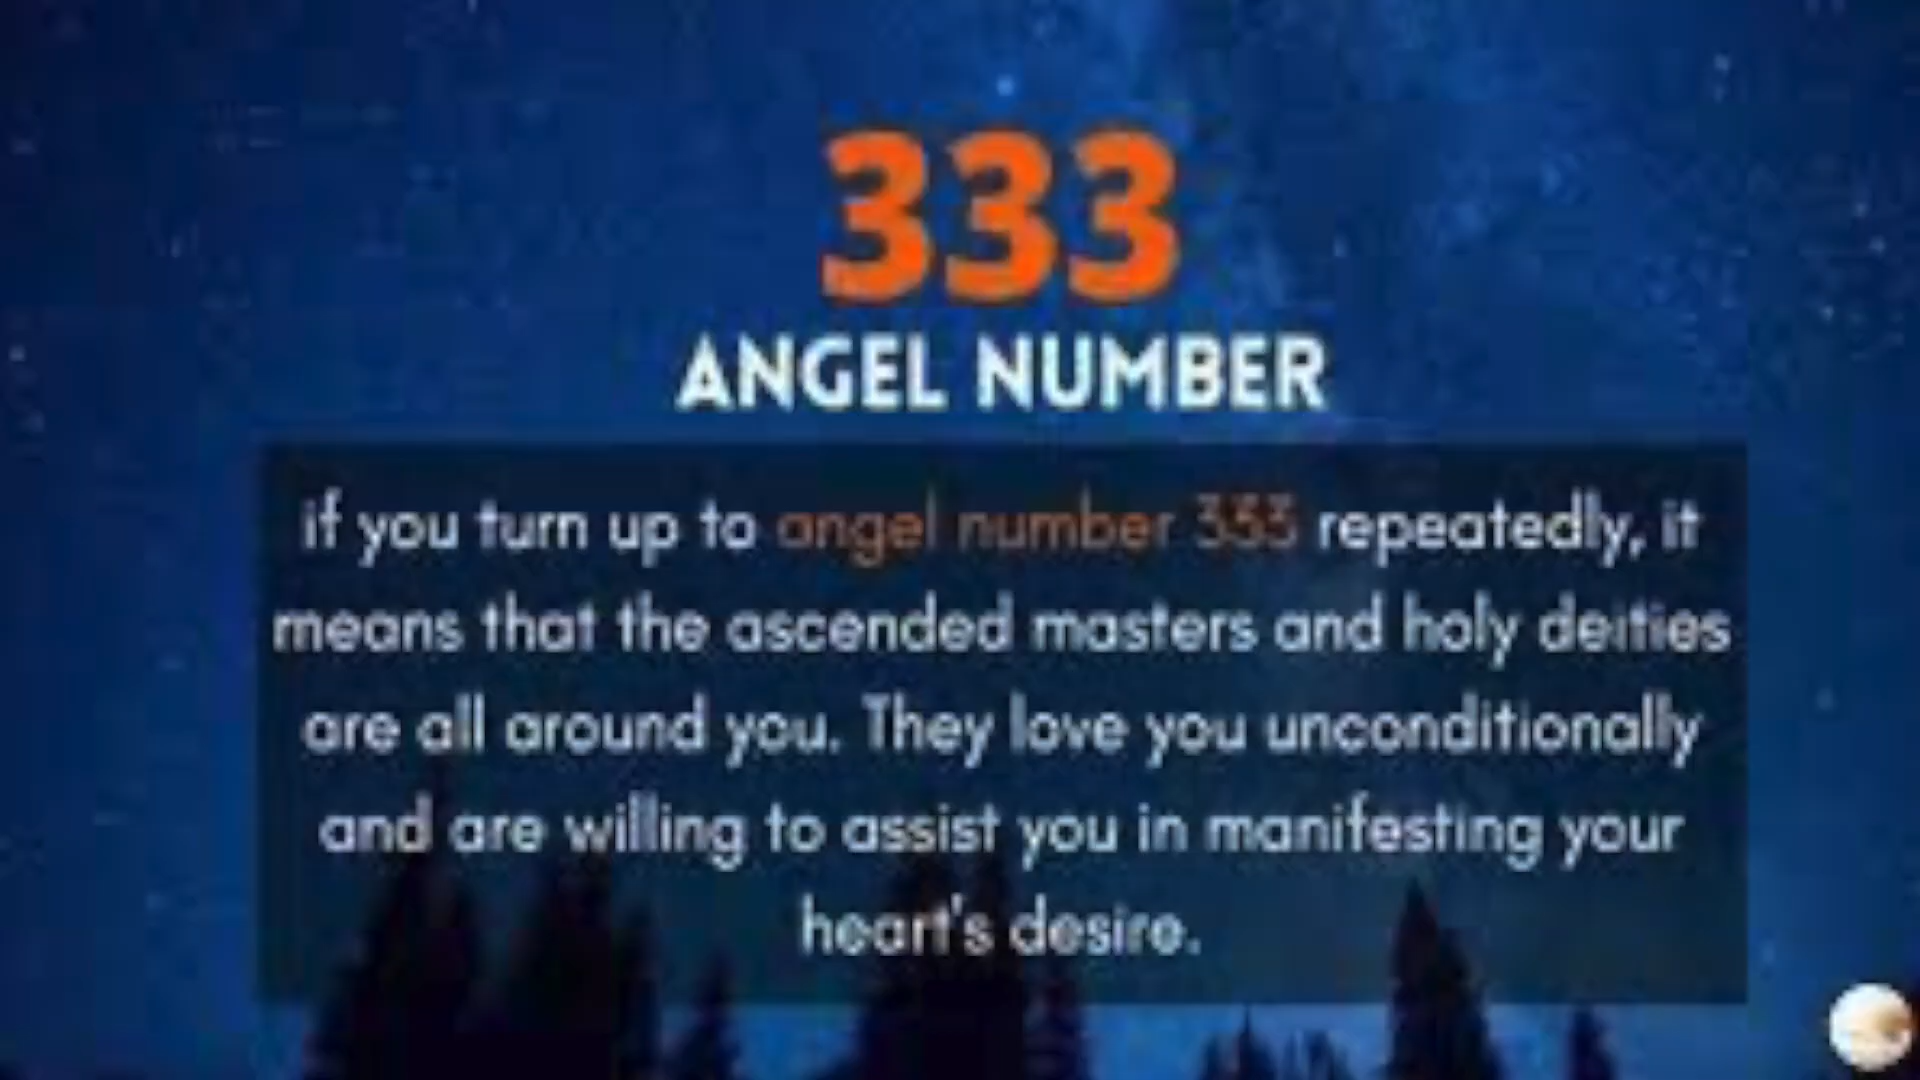 333
ANGEL NUMBER
if you turn up to angel number 333 repeatedly, it
means that the ascended masters and holy deities
are all around you. They love you unconditionally
and are willing to assist you in manifesting your
heart's desire.